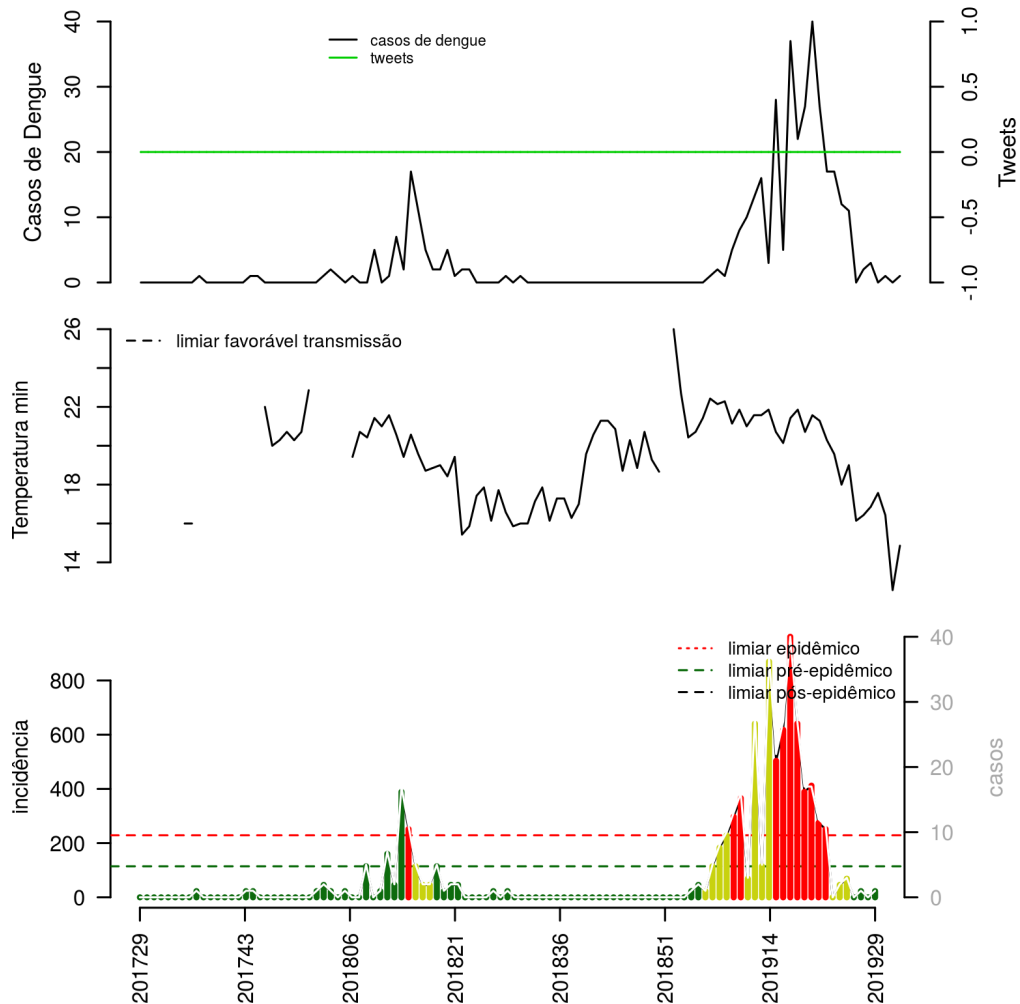 casos de dengue
tweets
Casos de Dengue
40
30
20
10
0
1.0
0.5
0.0
-0.5
-1.0
Tweets
limiar favorável transmissão
Temperatura min
26
22
18
14
limiar epidêmico
limiar pré-epidêmico
limiar pós-epidêmico
incidência
800
600
400
200
0
40
30
20
10
0
casos
201729
201743
201806
201821
201836
201851
201914
201929